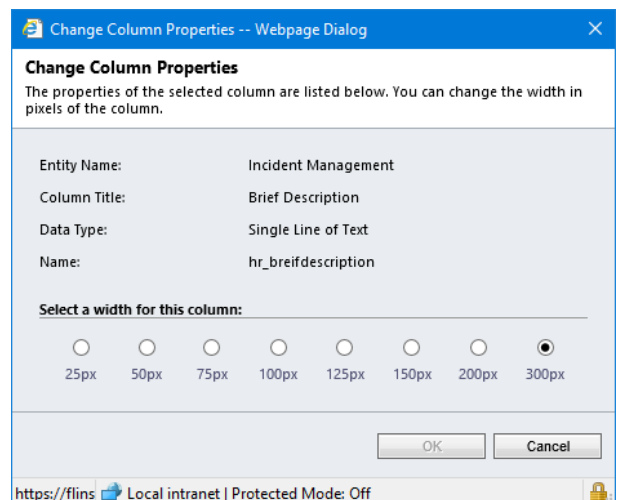 Change Column Properties -- Webpage Dialog
Change Column Properties
The properties of the selected column are listed below. You can change the width in
pixels of the column.
Entity Name: Incident Management
Column Title: Brief Description
Data Type: Single Line of Text
Name: hr_breifdescription
Select a width for this column:
25px 50px 75px 100px 125px 150px 200px 300px
OK Cancel
https://flins Local intranet | Protected Mode: Off